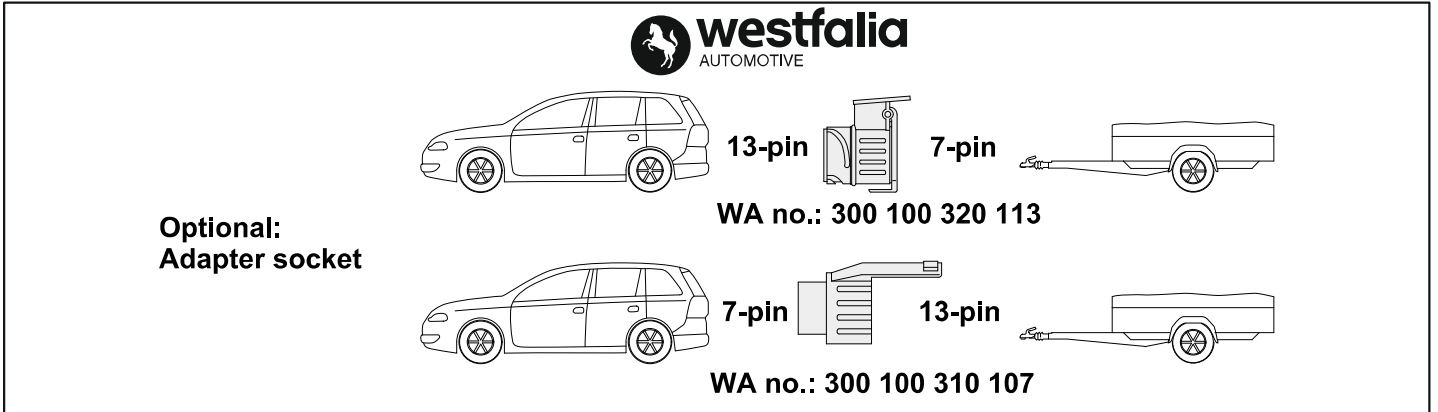 westfalia
AUTOMOTIVE
13-pin 7-pin
WA no.: 300 100 320 113
Optional:
Adapter socket
7-pin 13-pin
WA no.: 300 100 310 107